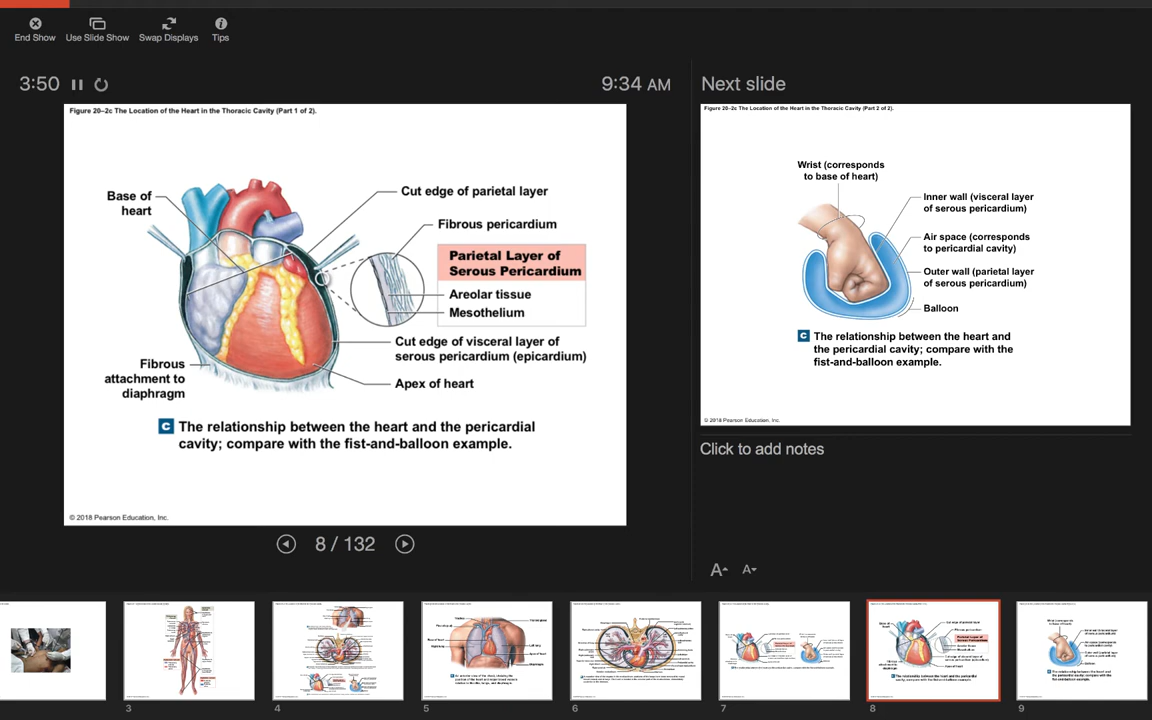 End Show
Use Slide Show
Swap Displays
Tips
3:50
9:34 AM
Figure 20–2c The Location of the Heart in the Thoracic Cavity (Part 1 of 2).
Base of
heart
Cut edge of parietal layer
Fibrous pericardium
Parietal Layer of
Serous Pericardium
Areolar tissue
Mesothelium
Cut edge of visceral layer of
serous pericardium (epicardium)
Fibrous
attachment to
diaphragm
Apex of heart
C The relationship between the heart and the pericardial
cavity; compare with the fist-and-balloon example.
© 2018 Pearson Education, Inc.
8 / 132
Next slide
Figure 20–2c The Location of the Heart in the Thoracic Cavity (Part 2 of 2).
Wrist (corresponds
to base of heart)
Inner wall (visceral layer
of serous pericardium)
Air space (corresponds
to pericardial cavity)
Outer wall (parietal layer
of serous pericardium)
Balloon
C The relationship between the heart and
the pericardial cavity; compare with the
fist-and-balloon example.
© 2018 Pearson Education, Inc.
Click to add notes
A A
3
4
5
6
7
8
9